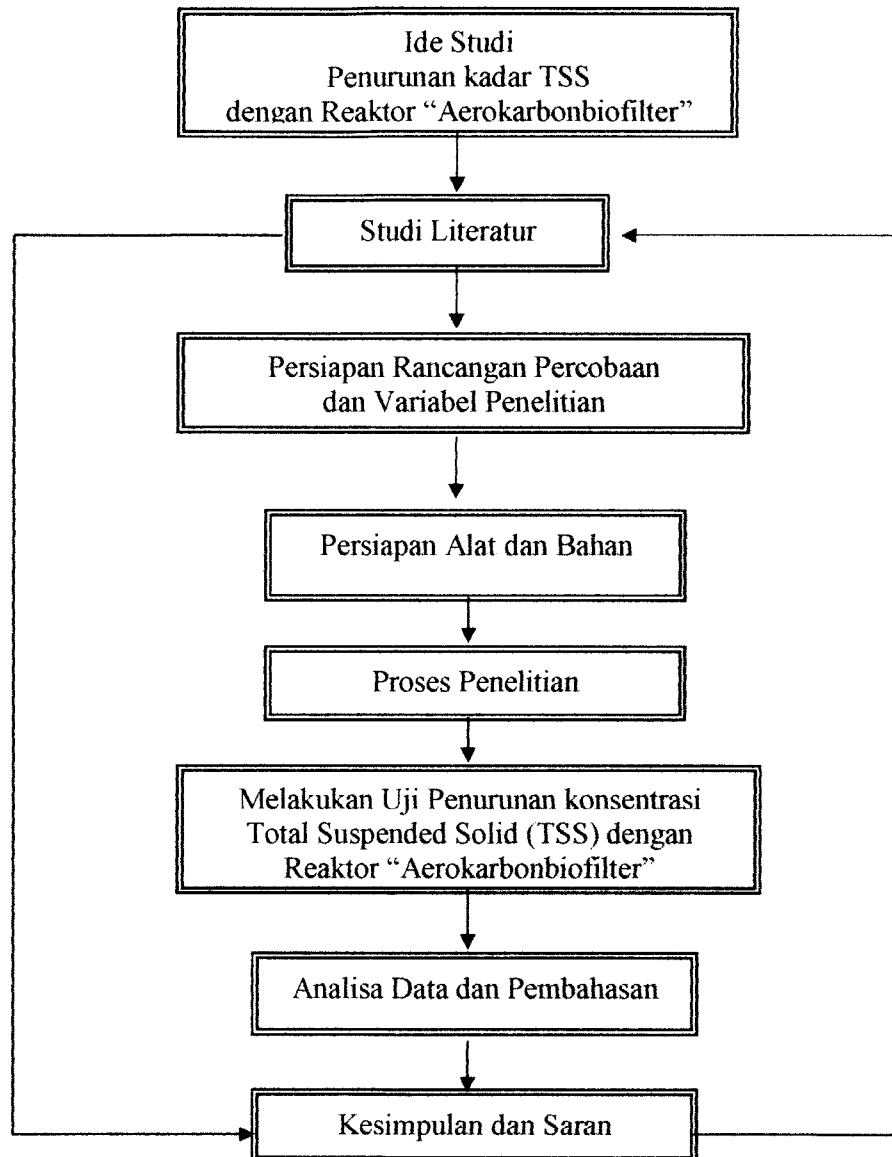 Ide Studi
Penurunan kadar TSS
dengan Reaktor “Aerokarbonbiofilter”
Studi Literatur
Persiapan Rancangan Percobaan
dan Variabel Penelitian
Persiapan Alat dan Bahan
Proses Penelitian
Melakukan Uji Penurunan konsentrasi
Total Suspended Solid (TSS) dengan
Reaktor “Aerokarbonbiofilter”
Analisa Data dan Pembahasan
Kesimpulan dan Saran